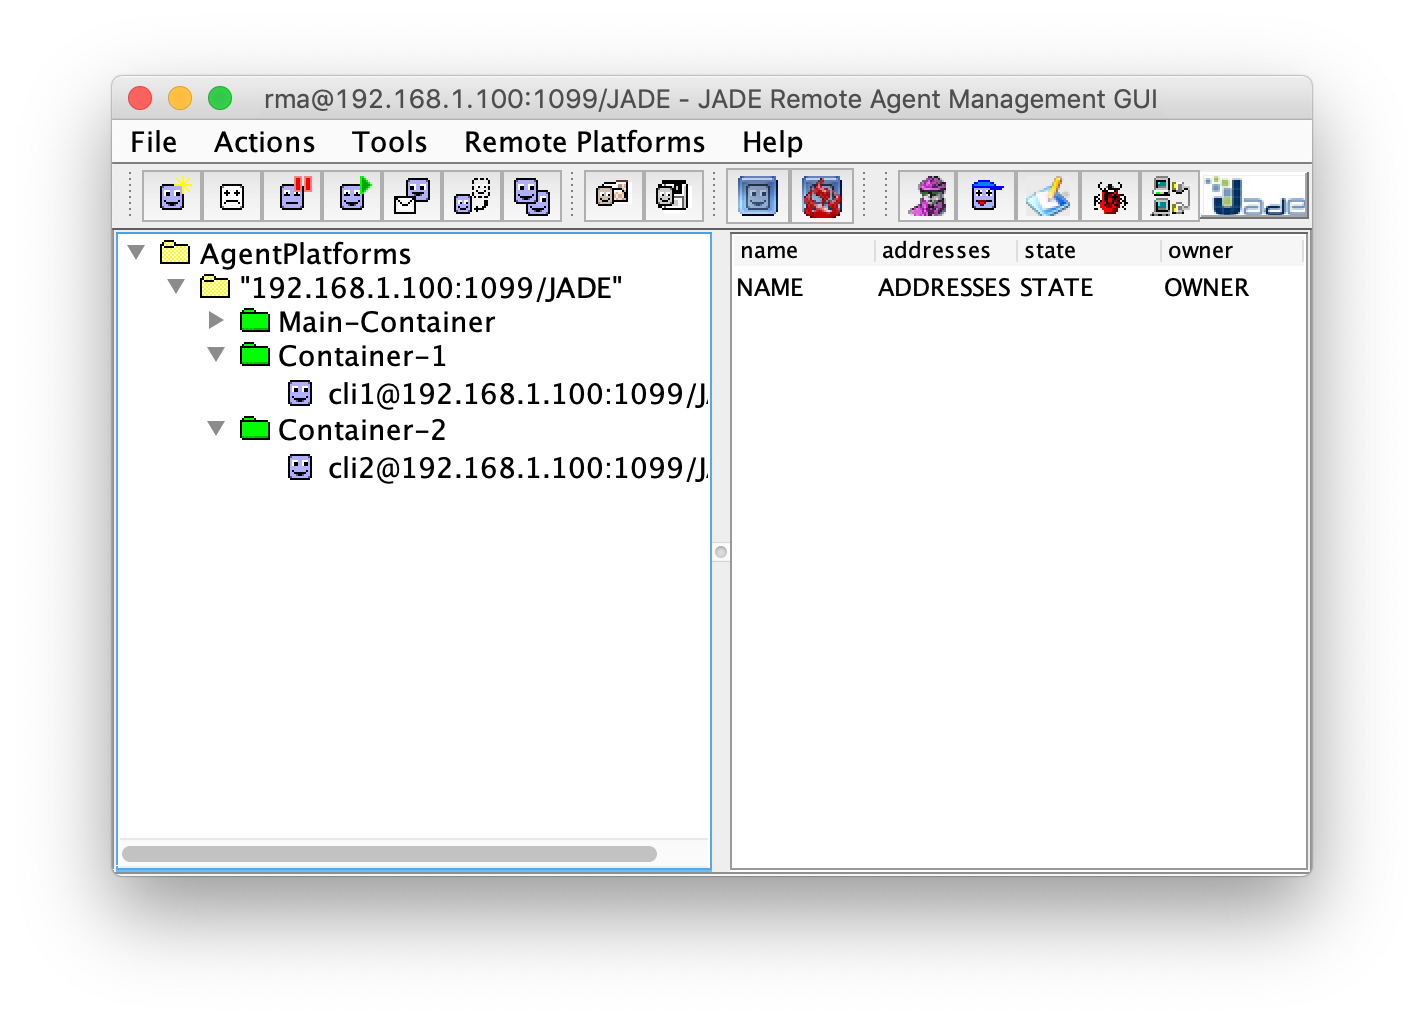 rma@192.168.1.100:1099/JADE - JADE Remote Agent Management GUI
File Actions Tools Remote Platforms Help
Jade
AgentPlatforms
"192.168.1.100:1099/JADE"
Main-Container
Container-1
cli1@192.168.1.100:1099/J
Container-2
cli2@192.168.1.100:1099/J
name addresses state owner
NAME ADDRESSES STATE OWNER